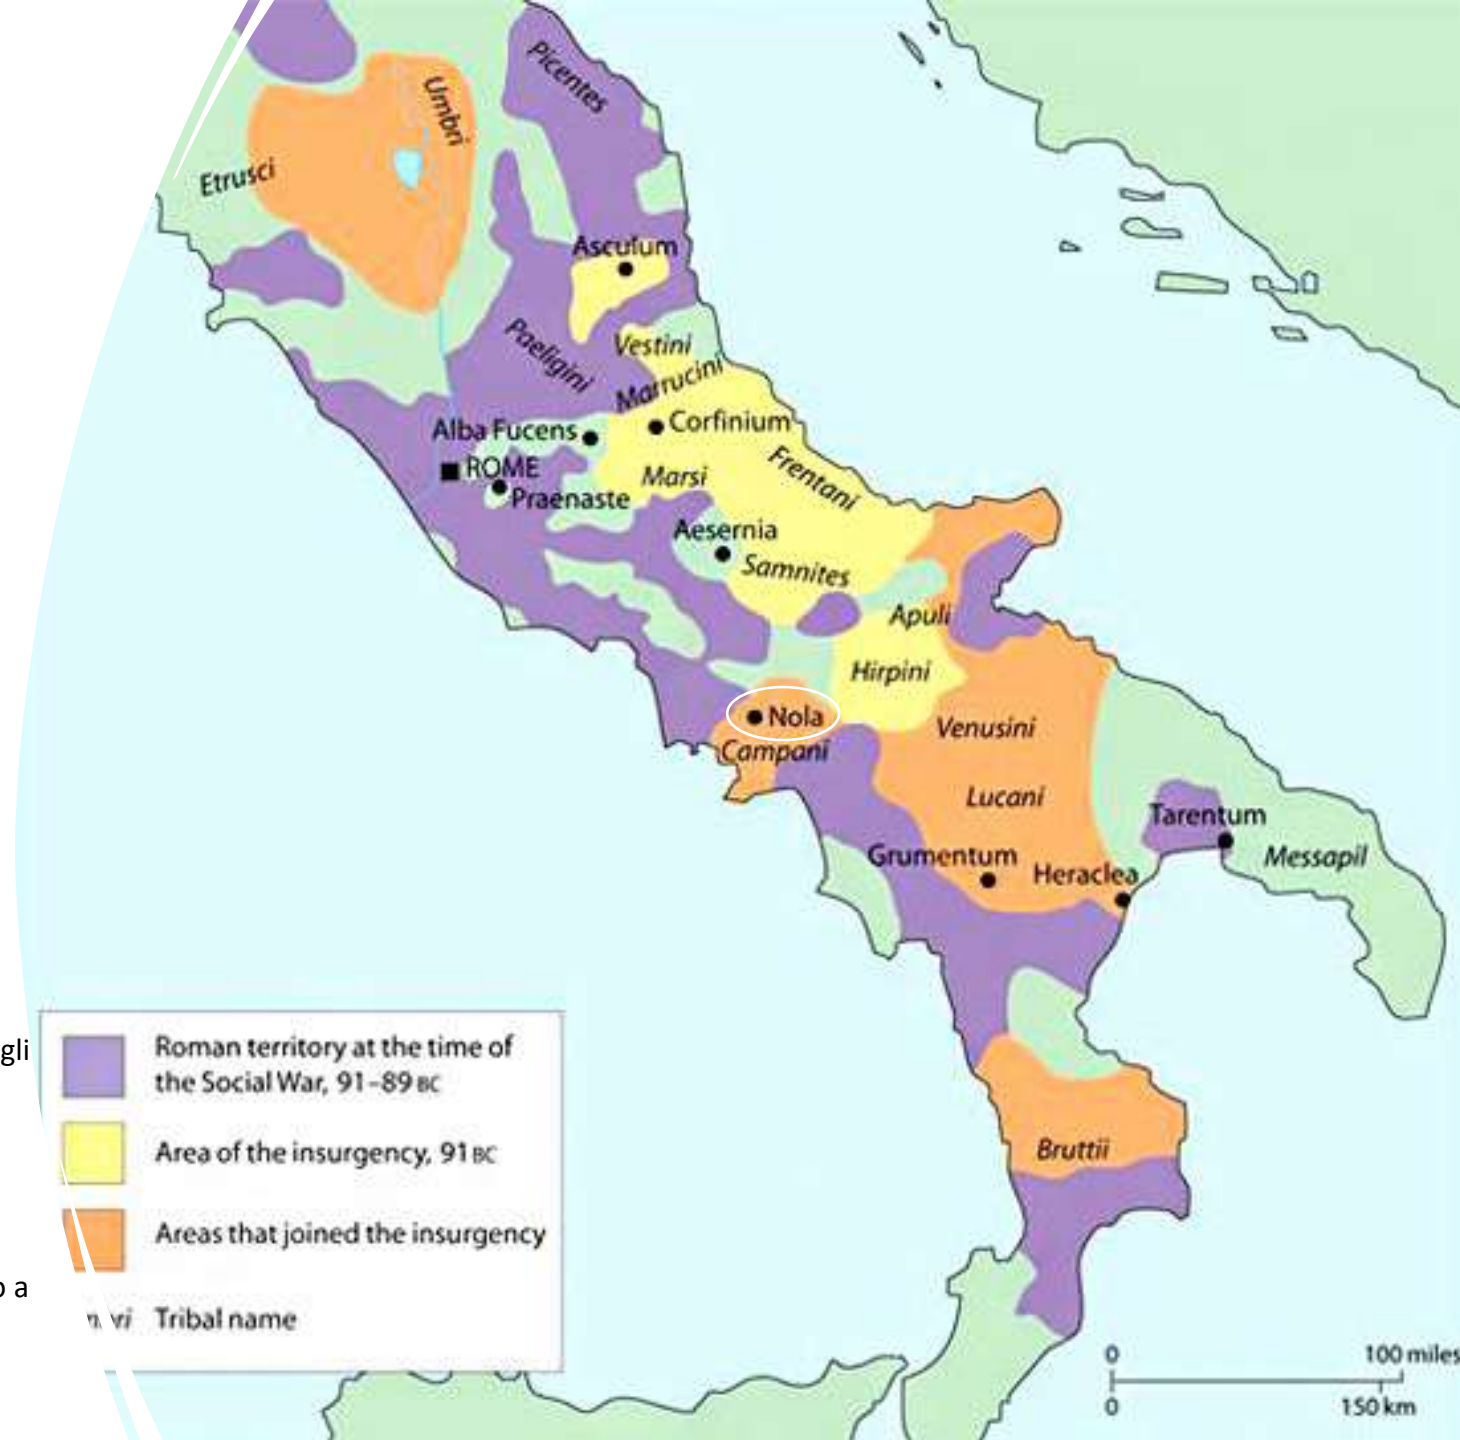 Picentes
Umbri
Etrusci
Asculum
Paeligini
Vestini
Marrucini
Alba Fucens
Corfinium
ROME
Marsi
Frentani
Praenaste
Aesernia
Samnites
Apuli
Hirpini
Nola
Venusini
Campani
Lucani
Tarentum
Grumentum
Heraclea
Messapil
gli
Roman territory at the time of
the Social War, 91–89 BC
Area of the insurgency, 91 BC
Bruttii
Areas that joined the insurgency
a
Tribal name
0 100 miles
0 150 km